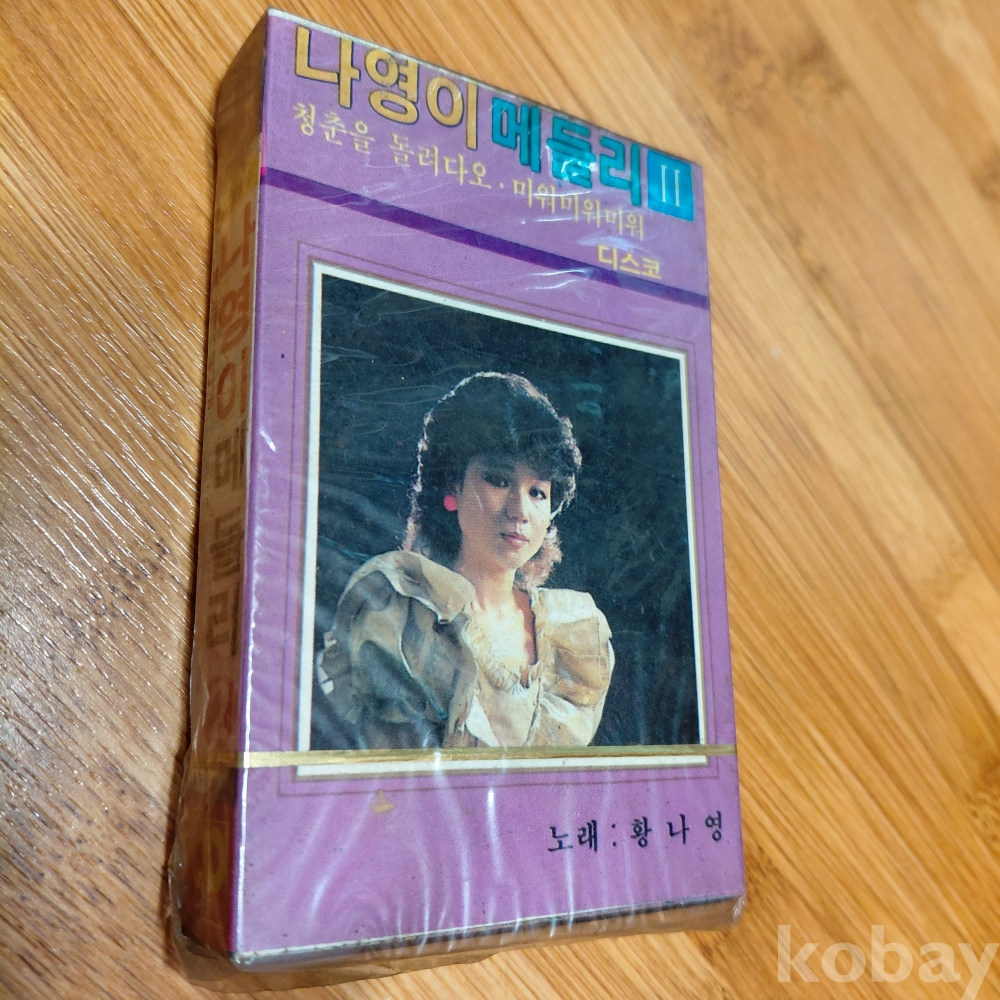 나영이 메들리 II
청춘을 돌려다오·미워미워미워
디스코
노래 : 황나영
나영이메들리
kobay